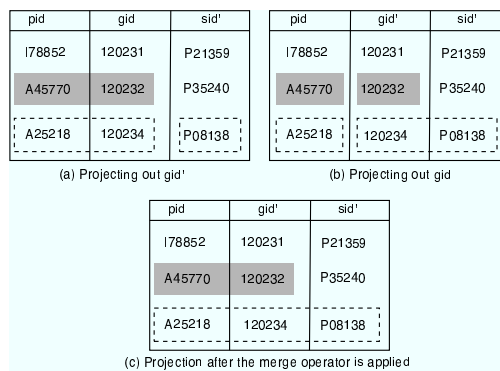 pid gid sid'
I78852 120231 P21359
A45770 120232 P35240
A25218 120234 P08138
(a) Projecting out gid'
pid gid' sid'
I78852 120231 P21359
A45770 120232 P35240
A25218 120234 P08138
(b) Projecting out gid
pid gid' sid'
I78852 120231 P21359
A45770 120232 P35240
A25218 120234 P08138
(c) Projection after the merge operator is applied